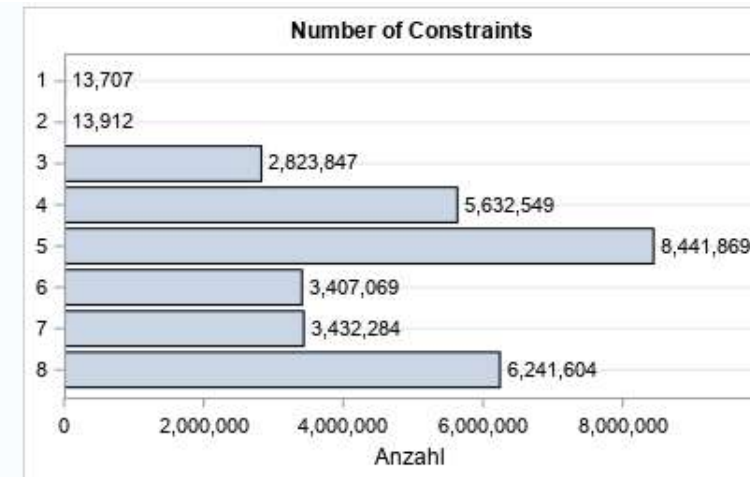 Number of Constraints
1 13,707
2 13,912
3 2,823,847
4 5,632,549
5 8,441,869
6 3,407,069
7 3,432,284
8 6,241,604
0 2,000,000 4,000,000 6,000,000 8,000,000
Anzahl